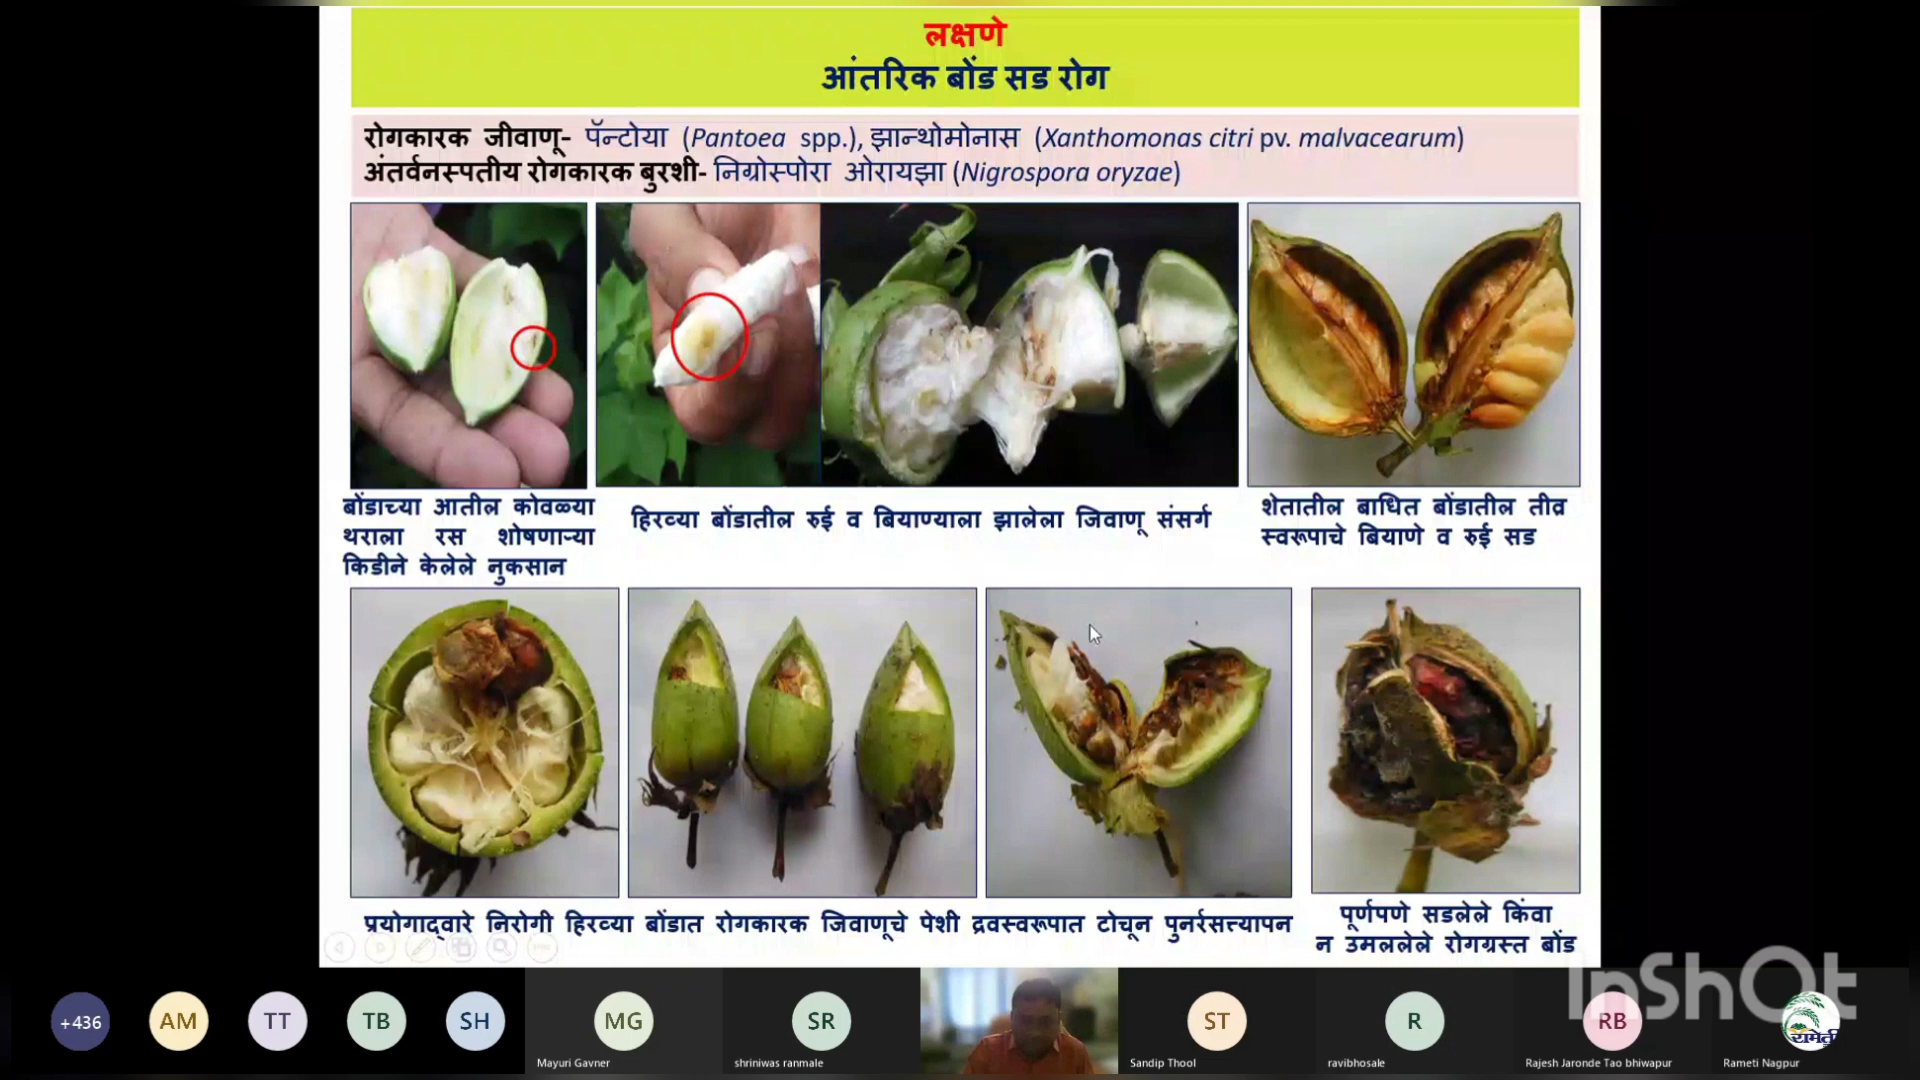 लक्षणे
आंतरिक बोंड सड रोग
रोगकारक जीवाणू- पॅन्टोया (Pantoea spp.), झान्थोमोनास (Xanthomonas citri pv. malvacearum)
अंतर्वनस्पतीय रोगकारक बुरशी- निग्रोस्पोरा ओरायझा (Nigrospora oryzae)
बोंडाच्या आतील कोवळ्या
थराला रस शोषणाऱ्या
किडीने केलेले नुकसान
हिरव्या बोंडातील रुई व बियाण्याला झालेला जिवाणू संसर्ग
शेतातील बाधित बोंडातील तीव्र
स्वरूपाचे बियाणे व रुई सड
प्रयोगाद्वारे निरोगी हिरव्या बोंडात रोगकारक जिवाणूचे पेशी द्रवस्वरूपात टोचून पुनर्रसत्त्यापन
पूर्णपणे सडलेले किंवा
न उमललेले रोगग्रस्त बोंड
InShOt
+436
AM
TT
TB
SH
MG
Mayuri Gavner
SR
shriniwas ranmale
ST
Sandip Thool
R
ravibhosale
RB
Rajesh Jaronde Tao bhiwapur
रामेती
Rameti Nagpur